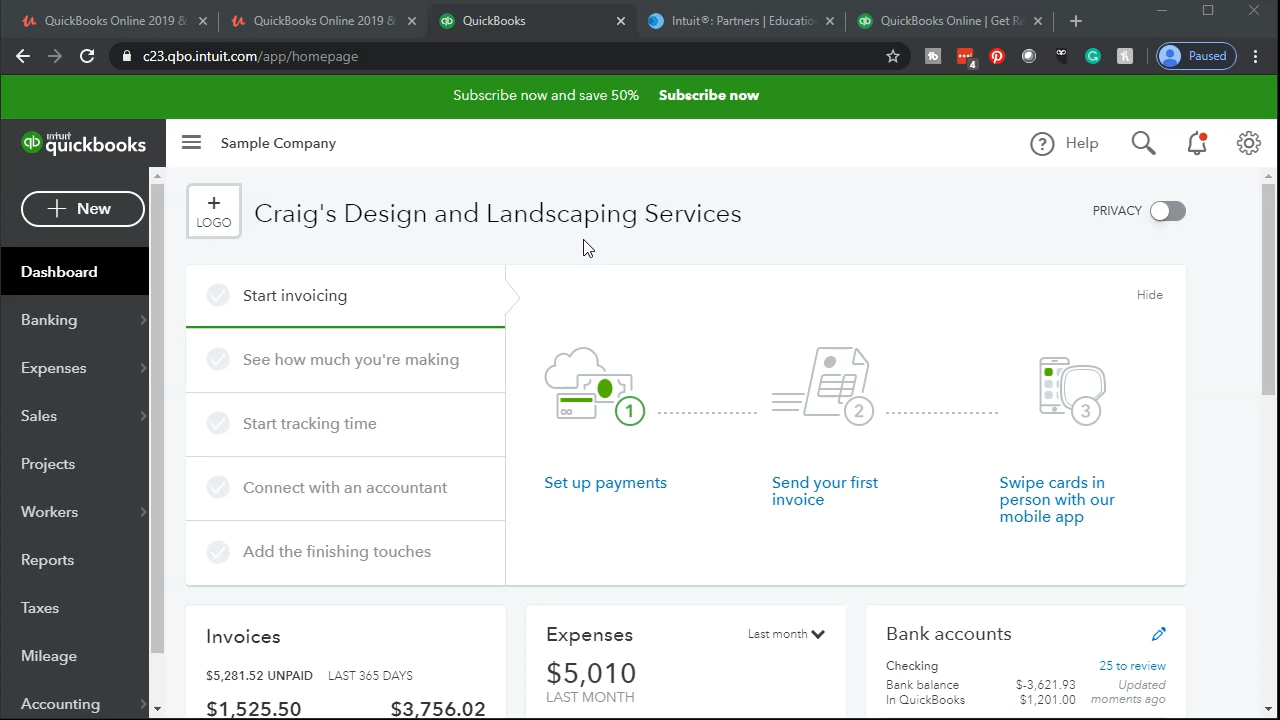 QuickBooks Online 2019 &
QuickBooks Online 2019 &
QuickBooks
Intuit®: Partners | Educatio
QuickBooks Online | Get Re
c23.qbo.intuit.com/app/homepage
4
Paused
Subscribe now and save 50% Subscribe now
intuit
quickbooks
Sample Company
Help
New
LOGO
Craig's Design and Landscaping Services
PRIVACY
Dashboard
Banking
Expenses
Sales
Projects
Workers
Reports
Taxes
Mileage
Accounting
Start invoicing
See how much you're making
Start tracking time
Connect with an accountant
Add the finishing touches
Hide
1
2
3
Set up payments
Send your first
invoice
Swipe cards in
person with our
mobile app
Invoices
$5,281.52 UNPAID LAST 365 DAYS
$1,525.50 $3,756.02
Expenses
Last month
$5,010
LAST MONTH
Bank accounts
Checking 25 to review
Bank balance $-3,621.93 Updated
In QuickBooks $1,201.00 moments ago